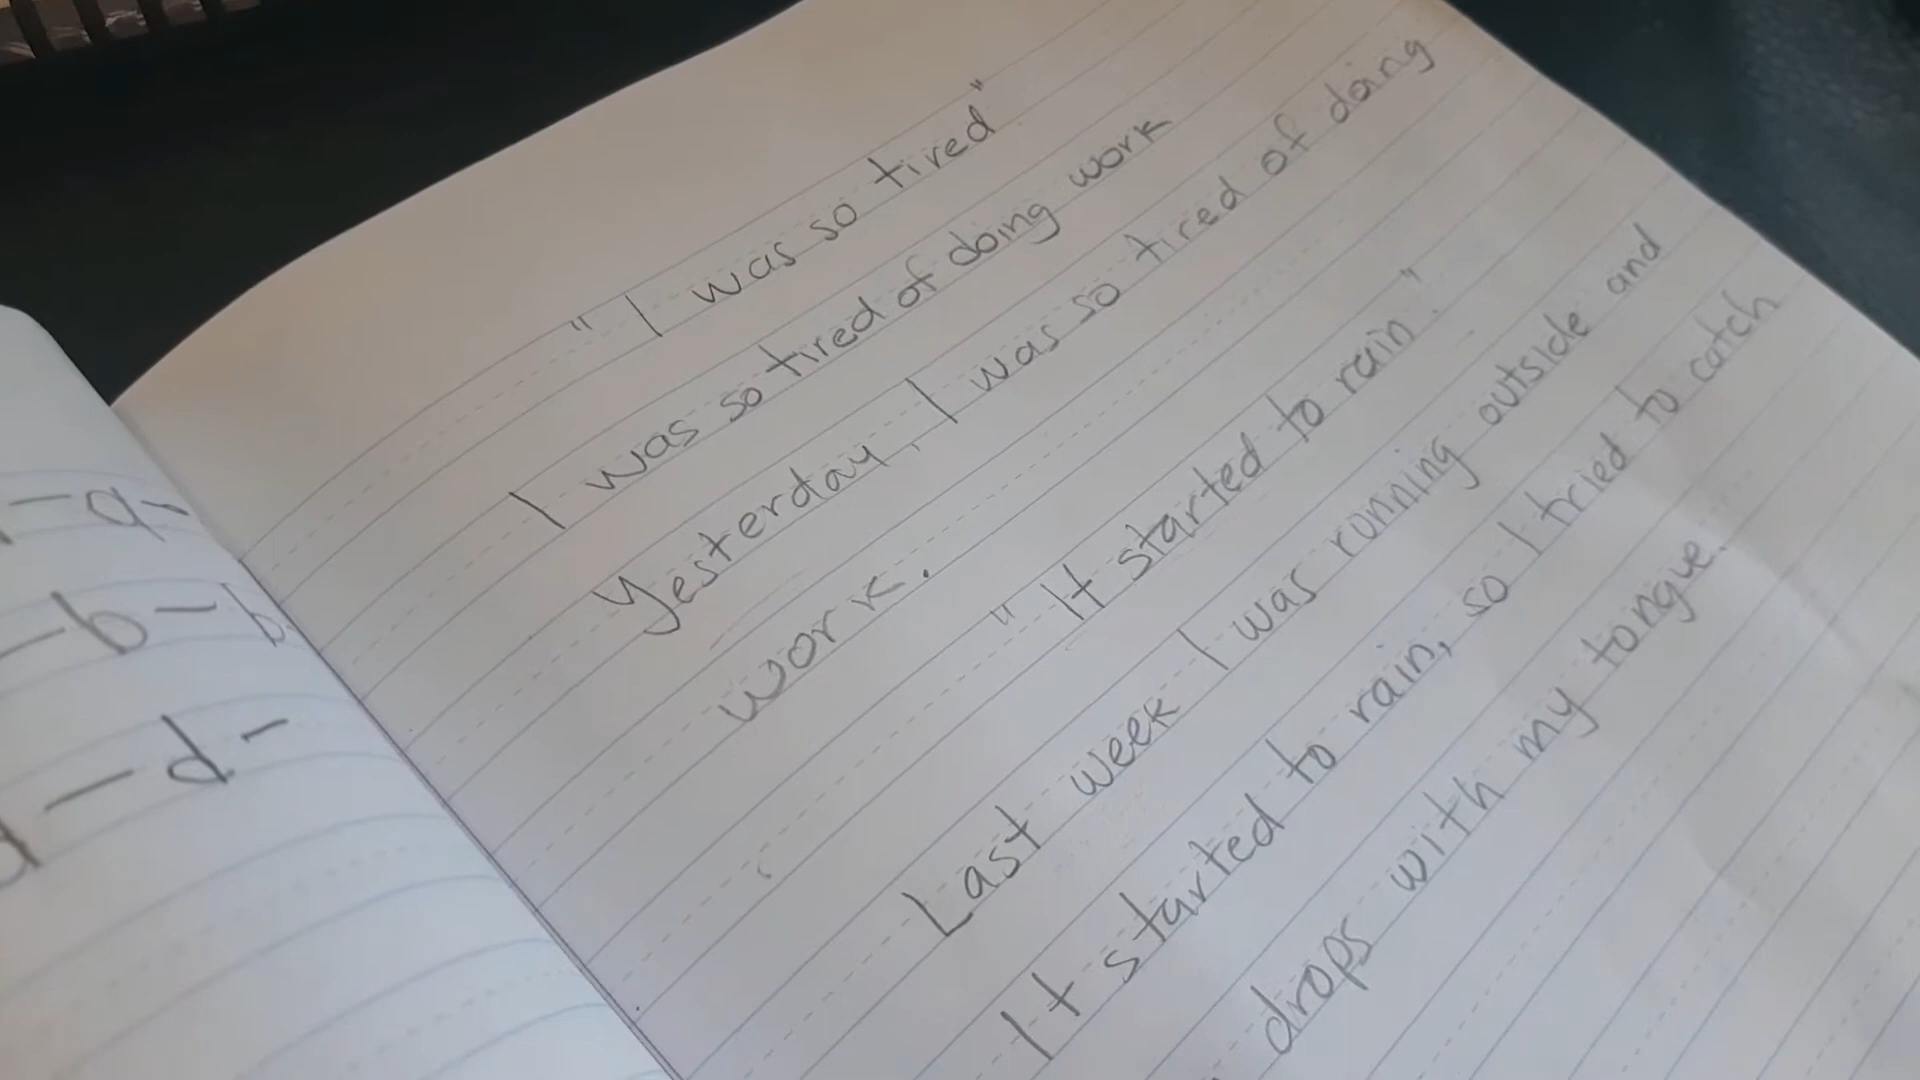 "I was so tired"
I was so tired of doing work
Yesterday, I was so tired of doing
work.
"It started to rain".
Last week I was running outside and
It started to rain, so I tried to catch
drops with my tongue.
- q -
- b - q - b
- d -